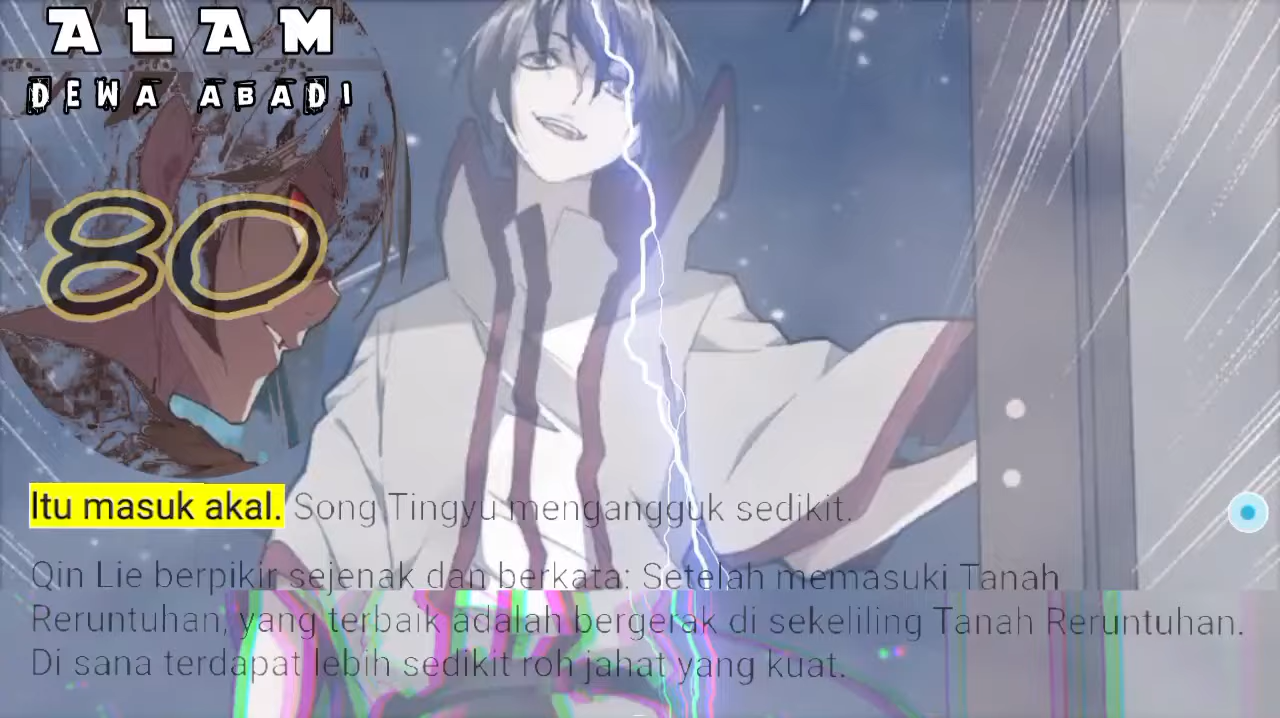 ALAM
DEWA ABADI
80
Itu masuk akal. Song Tingyu mengangguk sedikit.
Qin Lie berpikir sejenak dan berkata: Setelah memasuki Tanah
Reruntuhan, yang terbaik adalah bergerak di sekeliling Tanah Reruntuhan.
Di sana terdapat lebih sedikit roh jahat yang kuat.